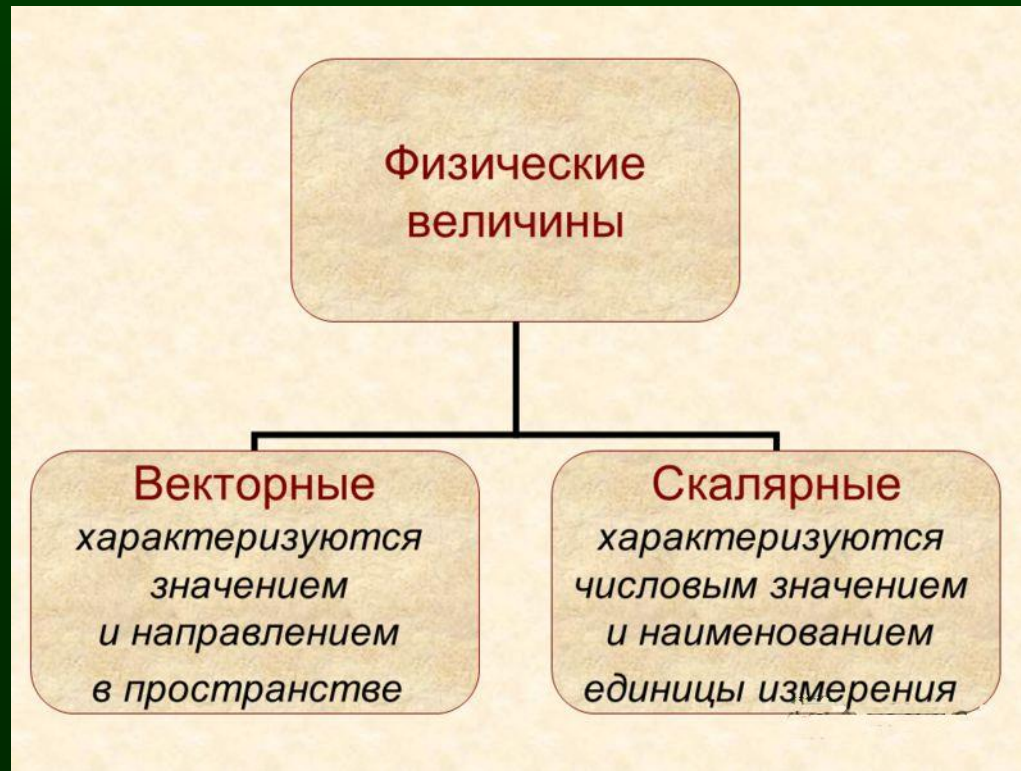 Физические
величины
Векторные
характеризуются
значением
и направлением
в пространстве
Скалярные
характеризуются
числовым значением
и наименованием
единицы измерения